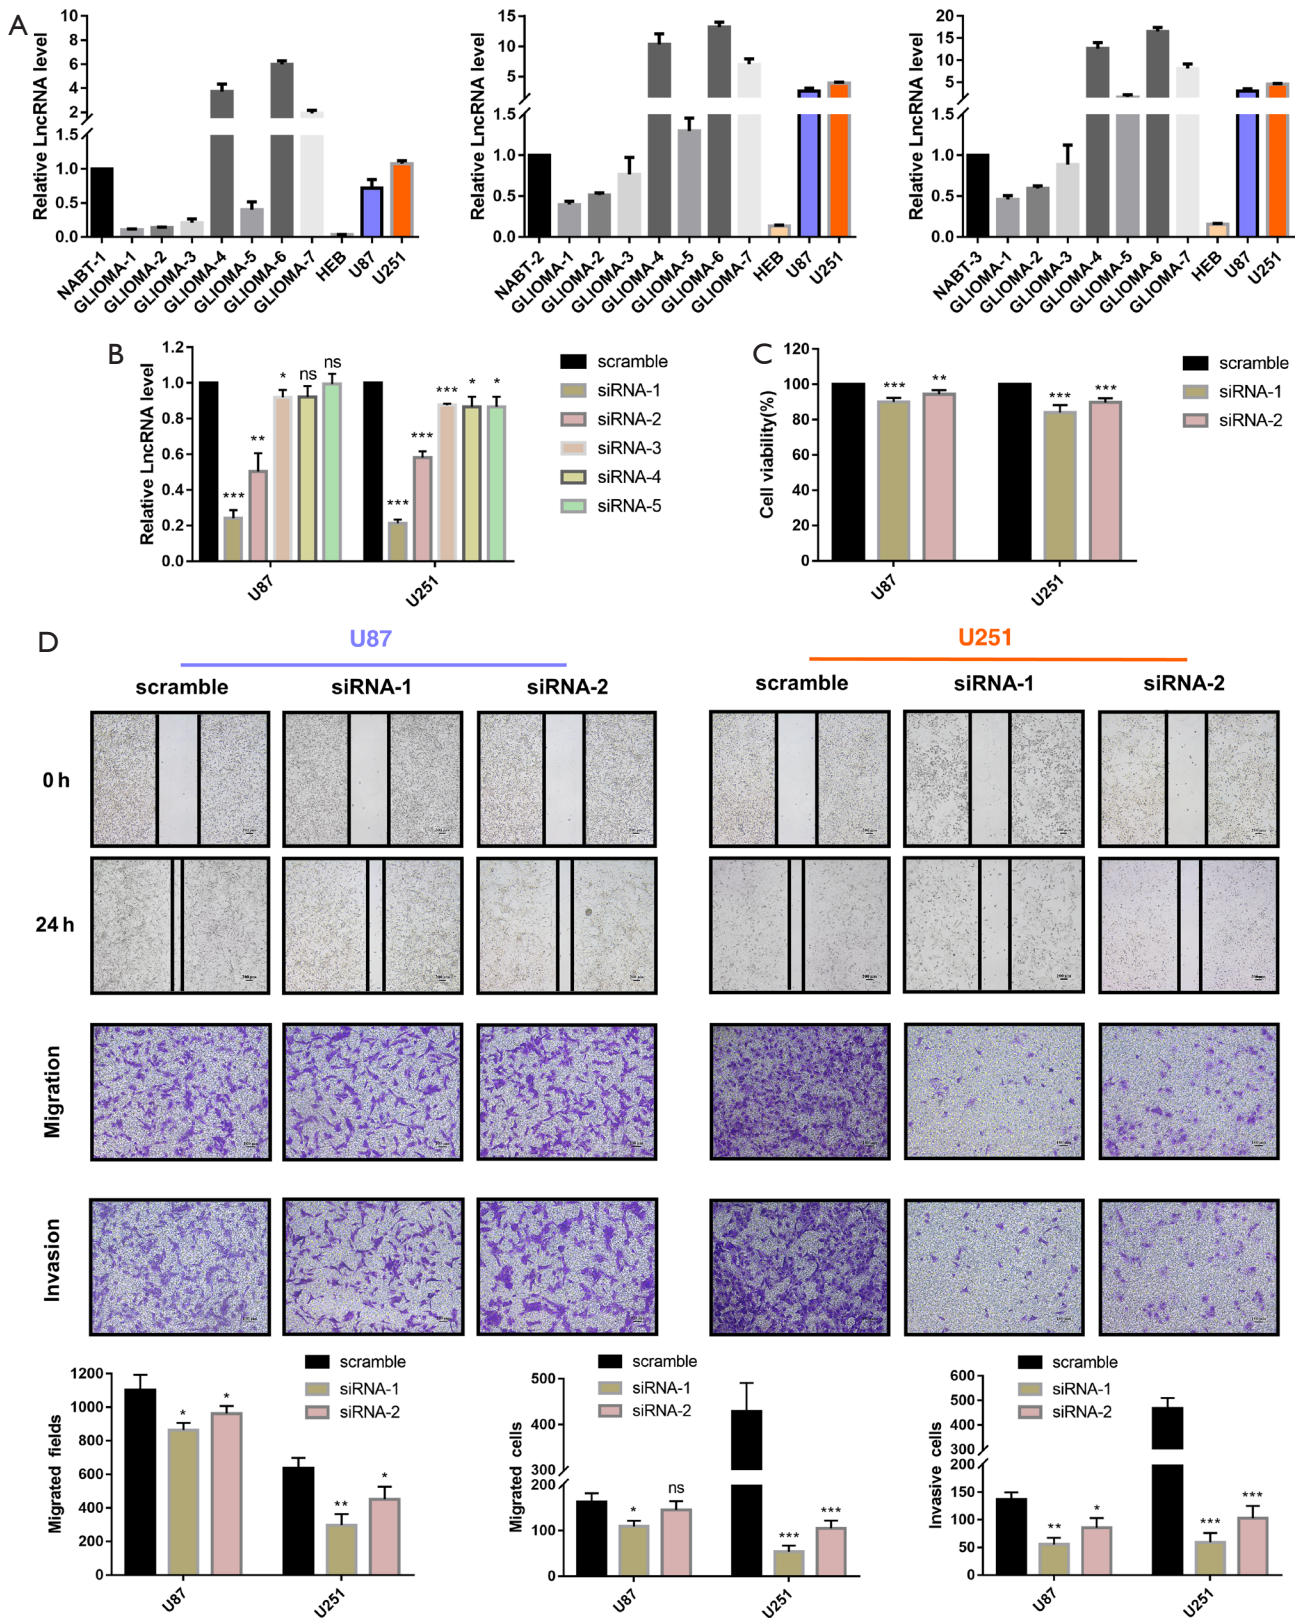 A
Relative LncRNA level
10
8
6
4
2
1.5
1.0
0.5
0.0
NABT-1
GLIOMA-1
GLIOMA-2
GLIOMA-3
GLIOMA-4
GLIOMA-5
GLIOMA-6
GLIOMA-7
HEB
U87
U251
Relative LncRNA level
15
10
5
1.5
1.0
0.5
0.0
NABT-2
GLIOMA-1
GLIOMA-2
GLIOMA-3
GLIOMA-4
GLIOMA-5
GLIOMA-6
GLIOMA-7
HEB
U87
U251
Relative LncRNA level
20
15
10
5
1.5
1.0
0.5
0.0
NABT-3
GLIOMA-1
GLIOMA-2
GLIOMA-3
GLIOMA-4
GLIOMA-5
GLIOMA-6
GLIOMA-7
HEB
U87
U251
B
Relative LncRNA level
1.2
1.0
0.8
0.6
0.4
0.2
0.0
*** ** * ns ns
*** *** *** * *
U87
U251
scramble
siRNA-1
siRNA-2
siRNA-3
siRNA-4
siRNA-5
C
Cell viability(%)
120
100
80
60
40
20
0
*** **
*** ***
U87
U251
scramble
siRNA-1
siRNA-2
D
U87
U251
scramble siRNA-1 siRNA-2
scramble siRNA-1 siRNA-2
0 h
24 h
Migration
Invasion
Migrated fields
1200
1000
800
600
400
200
0
* *
** *
U87
U251
scramble
siRNA-1
siRNA-2
Migrated cells
500
400
300
200
100
0
* ns
*** ***
U87
U251
scramble
siRNA-1
siRNA-2
Invasive cells
600
500
400
300
200
150
100
50
0
** *
*** ***
U87
U251
scramble
siRNA-1
siRNA-2